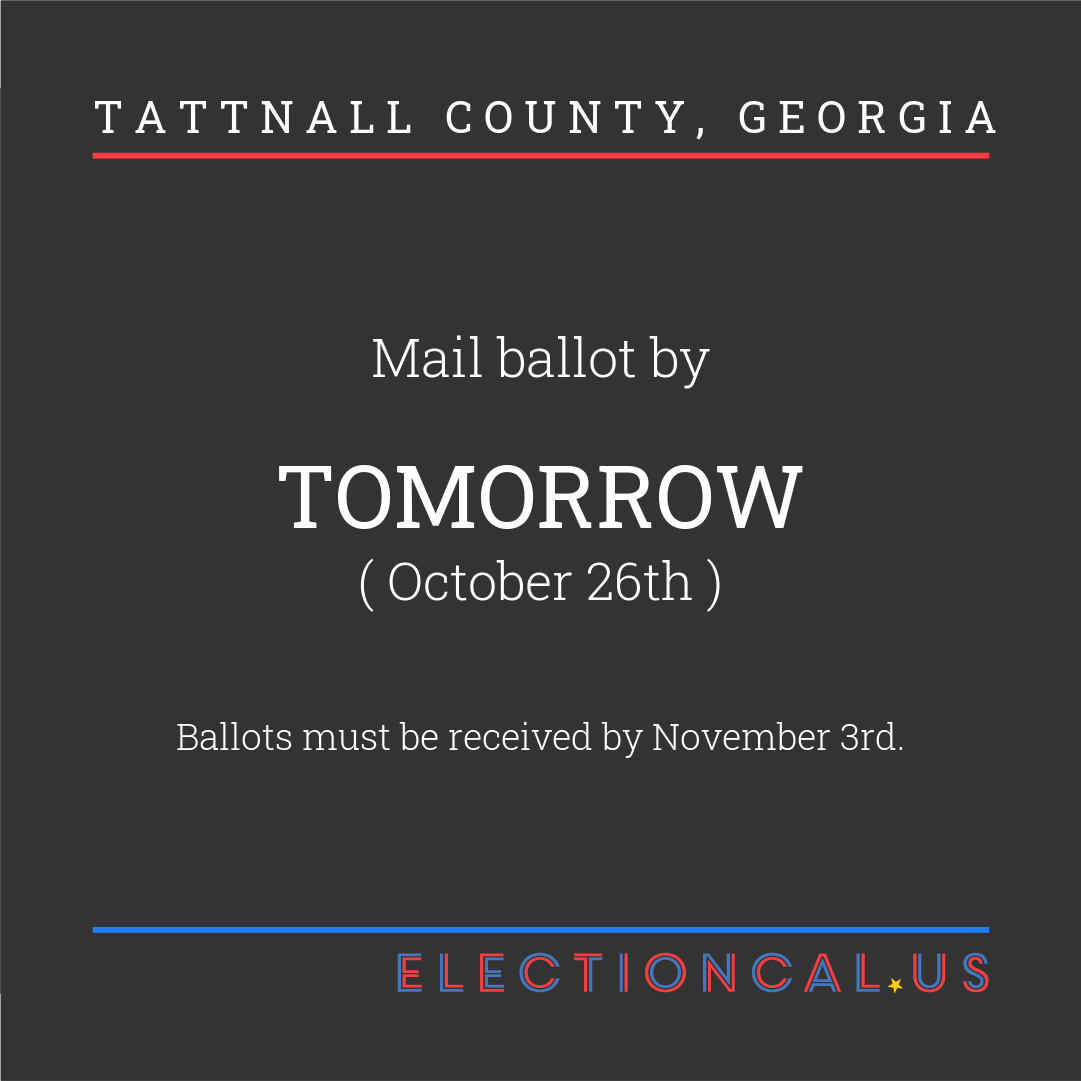 TATTNALL COUNTY, GEORGIA
Mail ballot by
TOMORROW
( October 26th )
Ballots must be received by November 3rd.
ELECTIONCAL.US